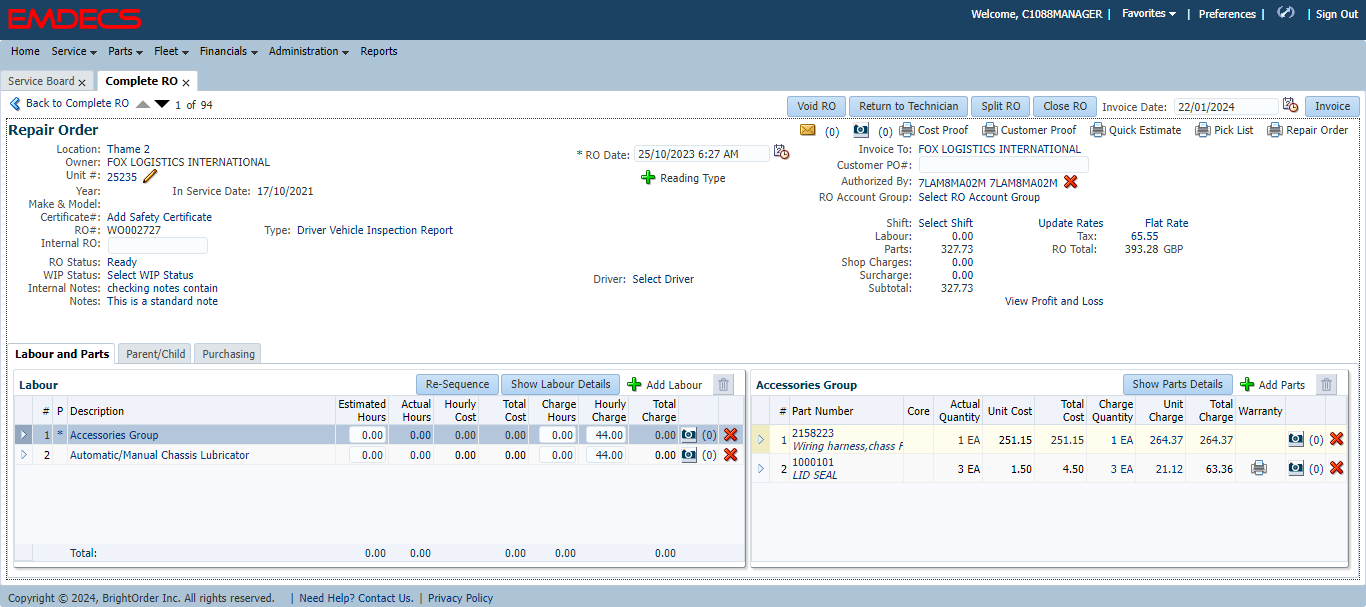 EMDECS
Welcome, C1088MANAGER | Favorites | Preferences | | Sign Out
Home Service Parts Fleet Financials Administration Reports
Service Board x Complete RO x
Back to Complete RO 1 of 94 Void RO Return to Technician Split RO Close RO Invoice Date: 22/01/2024 Invoice
Repair Order (0) (0) Cost Proof Customer Proof Quick Estimate Pick List Repair Order
Location: Thame 2 Invoice To: FOX LOGISTICS INTERNATIONAL
Owner: FOX LOGISTICS INTERNATIONAL * RO Date: 25/10/2023 6:27 AM Customer PO#:
Unit #: 25235 Reading Type Authorized By: 7LAM8MA02M 7LAM8MA02M
Year: In Service Date: 17/10/2021 RO Account Group: Select RO Account Group
Make & Model:
Certificate#: Add Safety Certificate Shift: Select Shift Update Rates Flat Rate
RO#: WO002727 Type: Driver Vehicle Inspection Report Labour: 0.00 Tax: 65.55
Internal RO: Parts: 327.73 RO Total: 393.28 GBP
RO Status: Ready Shop Charges: 0.00
WIP Status: Select WIP Status Driver: Select Driver Surcharge: 0.00
Internal Notes: checking notes contain Subtotal: 327.73
Notes: This is a standard note View Profit and Loss
Labour and Parts Parent/Child Purchasing
Labour Re-Sequence Show Labour Details Add Labour
# P Description Estimated Hours Actual Hours Hourly Cost Total Cost Charge Hours Hourly Charge Total Charge
1 * Accessories Group 0.00 0.00 0.00 0.00 0.00 44.00 0.00 (0)
2 Automatic/Manual Chassis Lubricator 0.00 0.00 0.00 0.00 0.00 44.00 0.00 (0)
Total: 0.00 0.00 0.00 0.00 0.00
Accessories Group Show Parts Details Add Parts
# Part Number Core Actual Quantity Unit Cost Total Cost Charge Quantity Unit Charge Total Charge Warranty
1 2158223 1 EA 251.15 251.15 1 EA 264.37 264.37 (0)
Wiring harness,chass F
2 1000101 3 EA 1.50 4.50 3 EA 21.12 63.36 (0)
LID SEAL
Copyright © 2024, BrightOrder Inc. All rights reserved. | Need Help? Contact Us. | Privacy Policy